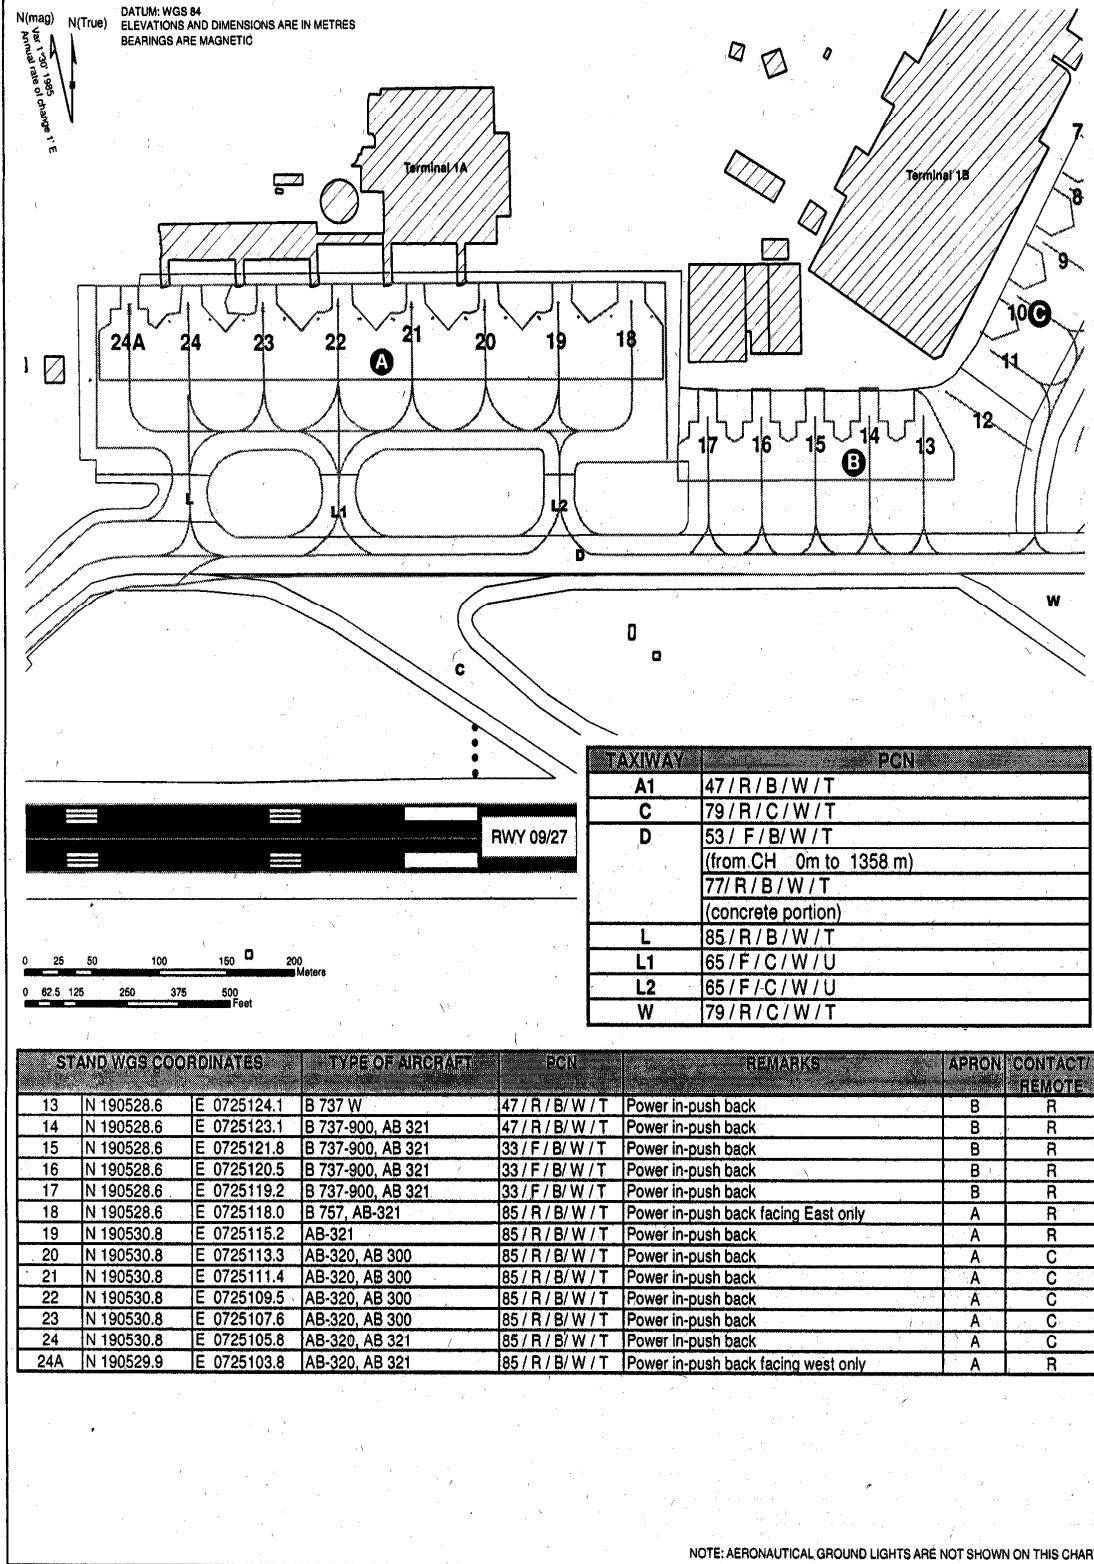 DATUM: WGS 84
N(mag) N(True) ELEVATIONS AND DIMENSIONS ARE IN METRES
BEARINGS ARE MAGNETIC
Var 1°30' 1985
Annual rate of change 1' E
Terminal 1A
Terminal 1B
7
8
9
10 C
11
12
24A 24 23 22 21 20 19 18
A
17 16 15 14 13
B
L L1 L2
D
W
C
RWY 09/27
TAXIWAY PCN
A1 47 / R / B / W / T
C 79 / R / C / W / T
D 53 / F / B/ W / T
(from CH 0m to 1358 m)
77/ R / B / W / T
(concrete portion)
L 85 / R / B / W / T
L1 65 / F / C / W / U
L2 65 / F / C / W / U
W 79 / R / C / W / T
0 25 50 100 150 200
Meters
0 62.5 125 250 375 500
Feet
STAND WGS COORDINATES TYPE OF AIRCRAFT PCN REMARKS APRON CONTACT/
REMOTE
13 N 190528.6 E 0725124.1 B 737 W 47 / R / B/ W / T Power in-push back B R
14 N 190528.6 E 0725123.1 B 737-900, AB 321 47 / R / B/ W / T Power in-push back B R
15 N 190528.6 E 0725121.8 B 737-900, AB 321 33 / F / B/ W / T Power in-push back B R
16 N 190528.6 E 0725120.5 B 737-900, AB 321 33 / F / B/ W / T Power in-push back B R
17 N 190528.6 E 0725119.2 B 737-900, AB 321 33 / F / B/ W / T Power in-push back B R
18 N 190528.6 E 0725118.0 B 757, AB-321 85 / R / B/ W / T Power in-push back facing East only A R
19 N 190530.8 E 0725115.2 AB-321 85 / R / B/ W / T Power in-push back A R
20 N 190530.8 E 0725113.3 AB-320, AB 300 85 / R / B/ W / T Power in-push back A C
21 N 190530.8 E 0725111.4 AB-320, AB 300 85 / R / B/ W / T Power in-push back A C
22 N 190530.8 E 0725109.5 AB-320, AB 300 85 / R / B/ W / T Power in-push back A C
23 N 190530.8 E 0725107.6 AB-320, AB 300 85 / R / B/ W / T Power in-push back A C
24 N 190530.8 E 0725105.8 AB-320, AB 321 85 / R / B/ W / T Power in-push back A C
24A N 190529.9 E 0725103.8 AB-320, AB 321 85 / R / B/ W / T Power in-push back facing west only A R
NOTE: AERONAUTICAL GROUND LIGHTS ARE NOT SHOWN ON THIS CHAR